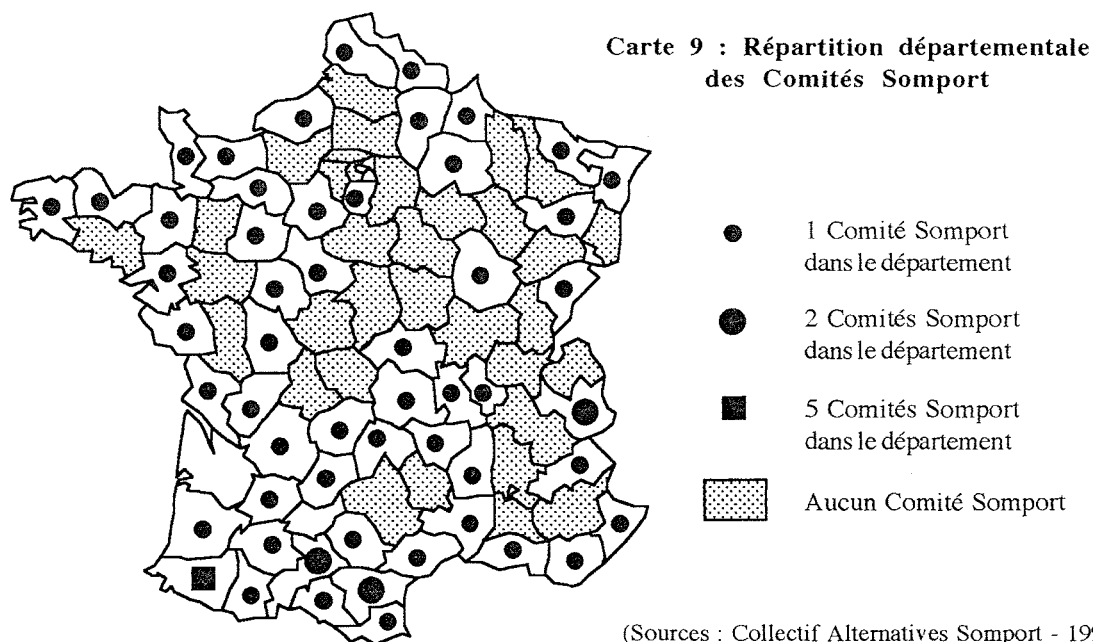 Carte 9 : Répartition départementale
des Comités Somport
1 Comité Somport
dans le département
2 Comités Somport
dans le département
5 Comités Somport
dans le département
Aucun Comité Somport
(Sources : Collectif Alternatives Somport -